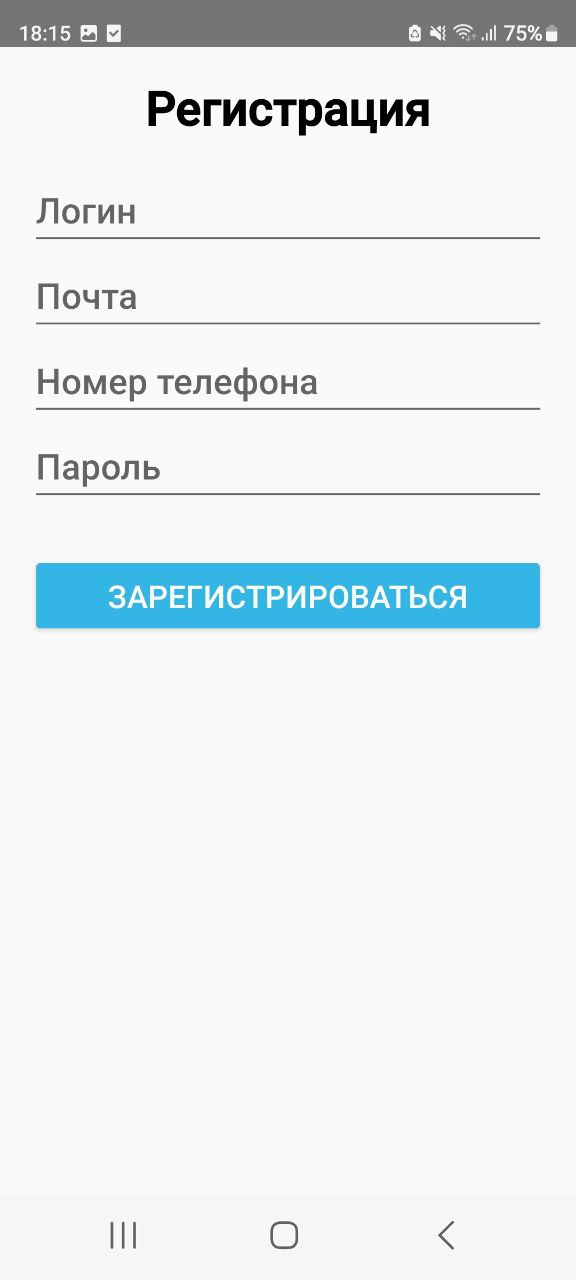 18:15 75%
Регистрация
Логин
Почта
Номер телефона
Пароль
ЗАРЕГИСТРИРОВАТЬСЯ